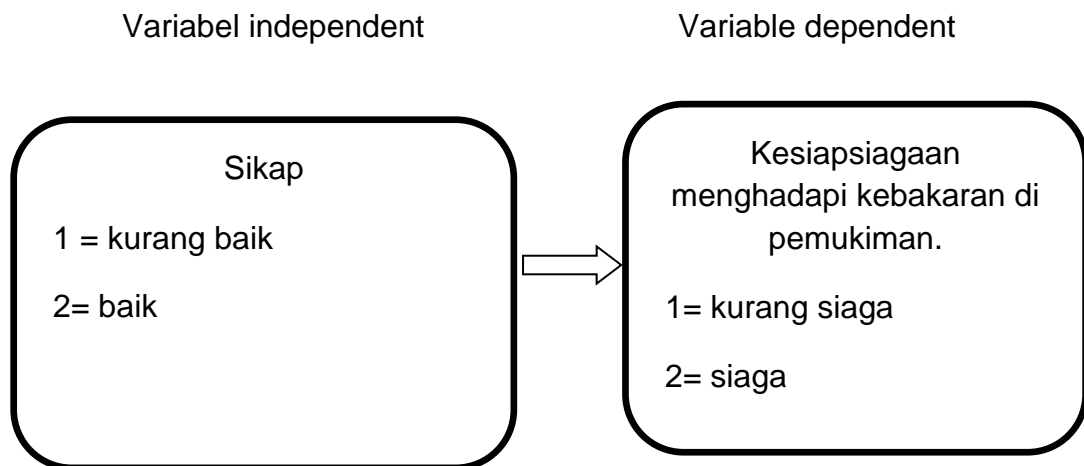 Variabel independent
Variable dependent
Sikap
1 = kurang baik
2= baik
Kesiapsiagaan
menghadapi kebakaran di
pemukiman.
1= kurang siaga
2= siaga